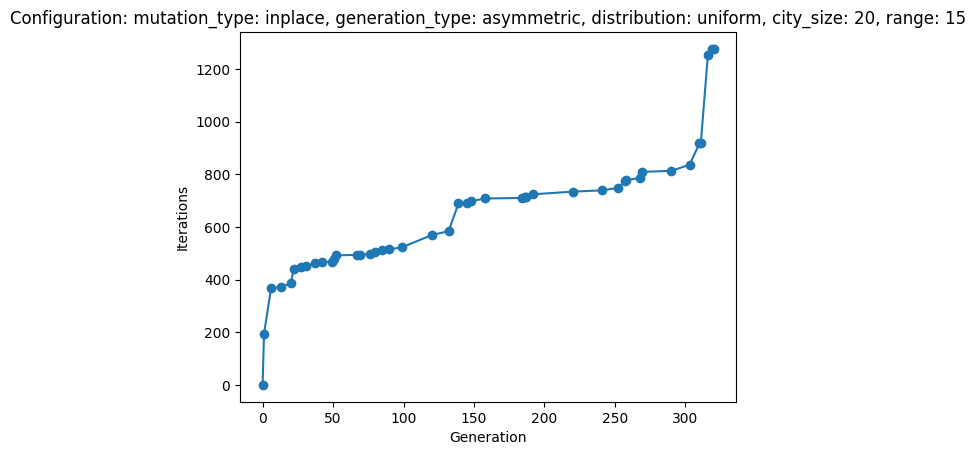 Configuration: mutation_type: inplace, generation_type: asymmetric, distribution: uniform, city_size: 20, range: 15
1200
1000
800
600
400
200
0
Iterations
0 50 100 150 200 250 300
Generation